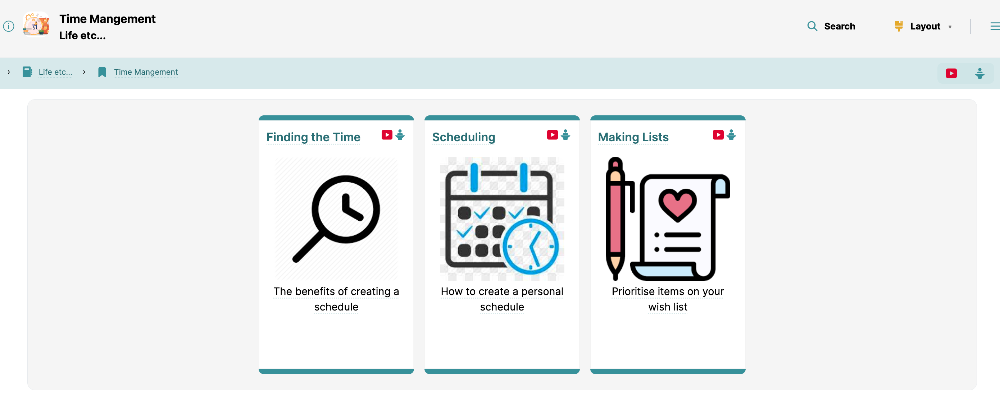 Time Mangement
Life etc...
Search
Layout
Life etc...
Time Mangement
Finding the Time
The benefits of creating a
schedule
Scheduling
How to create a personal
schedule
Making Lists
Prioritise items on your
wish list